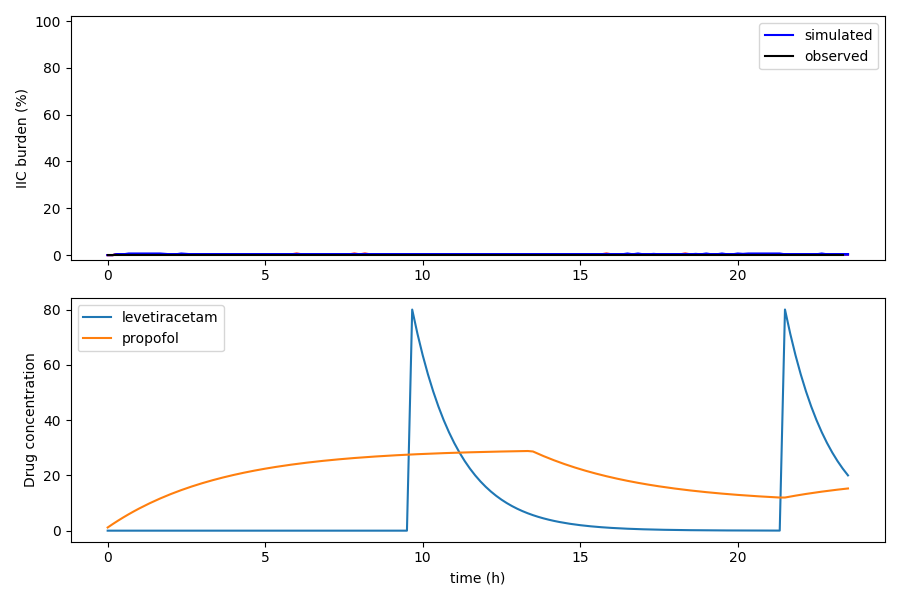 100
80
60
40
20
0
IIC burden (%)
simulated
observed
0 5 10 15 20
80
60
40
20
0
Drug concentration
levetiracetam
propofol
0 5 10 15 20
time (h)